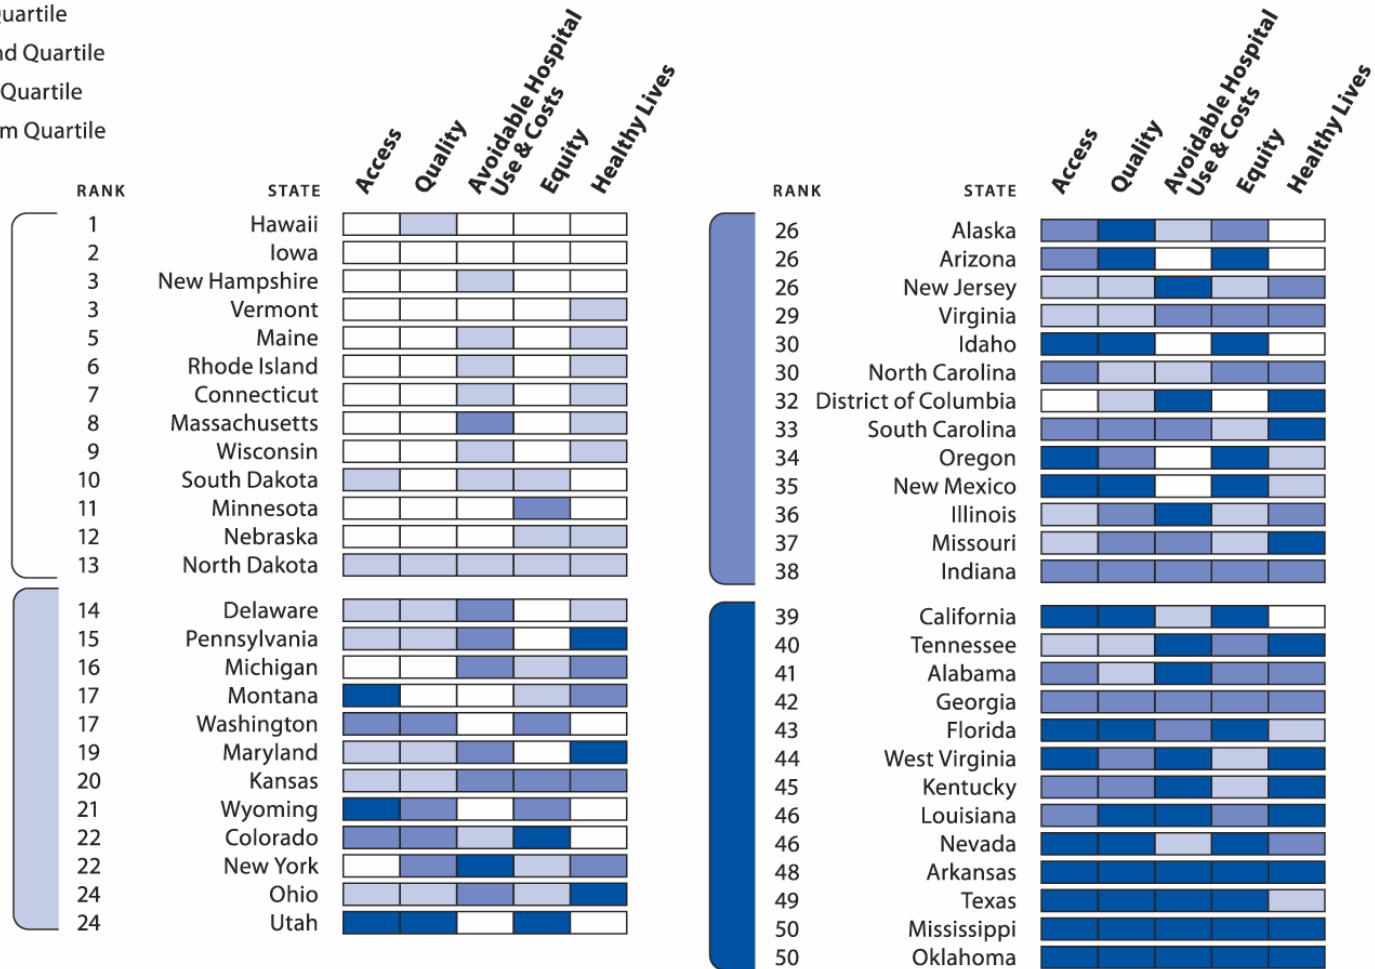 Quartile
nd Quartile
Quartile
m Quartile
Access
Quality
Avoidable Hospital
Use & Costs
Equity
Healthy Lives
RANK STATE
1 Hawaii
2 Iowa
3 New Hampshire
3 Vermont
5 Maine
6 Rhode Island
7 Connecticut
8 Massachusetts
9 Wisconsin
10 South Dakota
11 Minnesota
12 Nebraska
13 North Dakota
14 Delaware
15 Pennsylvania
16 Michigan
17 Montana
17 Washington
19 Maryland
20 Kansas
21 Wyoming
22 Colorado
22 New York
24 Ohio
24 Utah
Access
Quality
Avoidable Hospital
Use & Costs
Equity
Healthy Lives
RANK STATE
26 Alaska
26 Arizona
26 New Jersey
29 Virginia
30 Idaho
30 North Carolina
32 District of Columbia
33 South Carolina
34 Oregon
35 New Mexico
36 Illinois
37 Missouri
38 Indiana
39 California
40 Tennessee
41 Alabama
42 Georgia
43 Florida
44 West Virginia
45 Kentucky
46 Louisiana
46 Nevada
48 Arkansas
49 Texas
50 Mississippi
50 Oklahoma